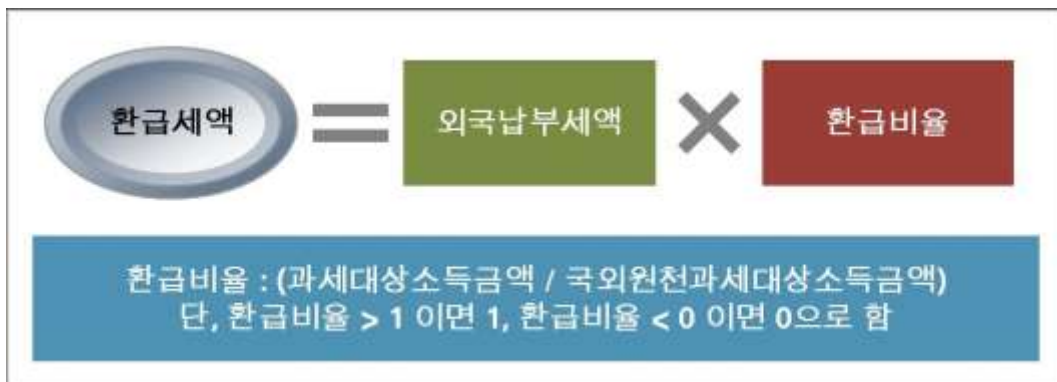 환급세액 = 외국납부세액 × 환급비율
환급비율 : (과세대상소득금액 / 국외원천과세대상소득금액)
단, 환급비율 > 1 이면 1, 환급비율 < 0 이면 0으로 함